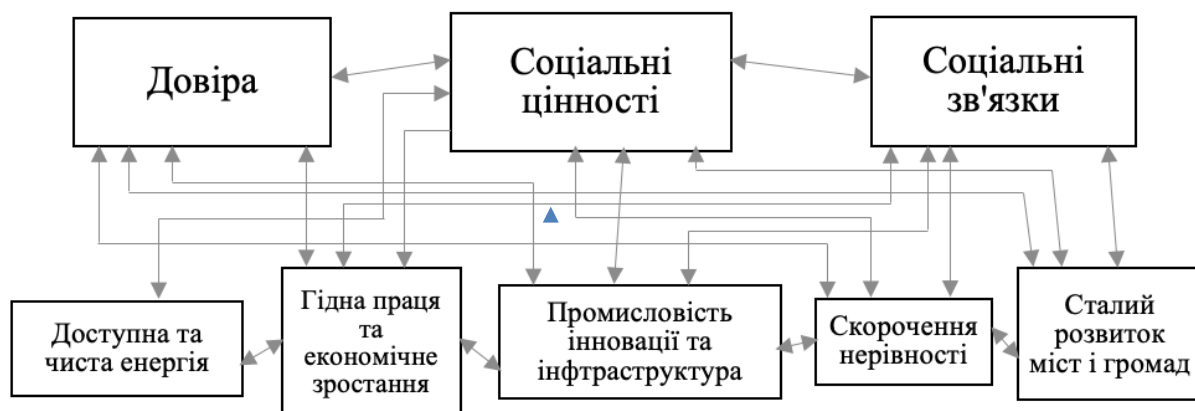 Довіра
Соціальні
цінності
Соціальні
зв'язки
Доступна та
чиста енергія
Гідна праця
та
економічне
зростання
Промисловість
інновації та
інфтраструктура
Скорочення
нерівності
Сталий
розвиток
міст і громад